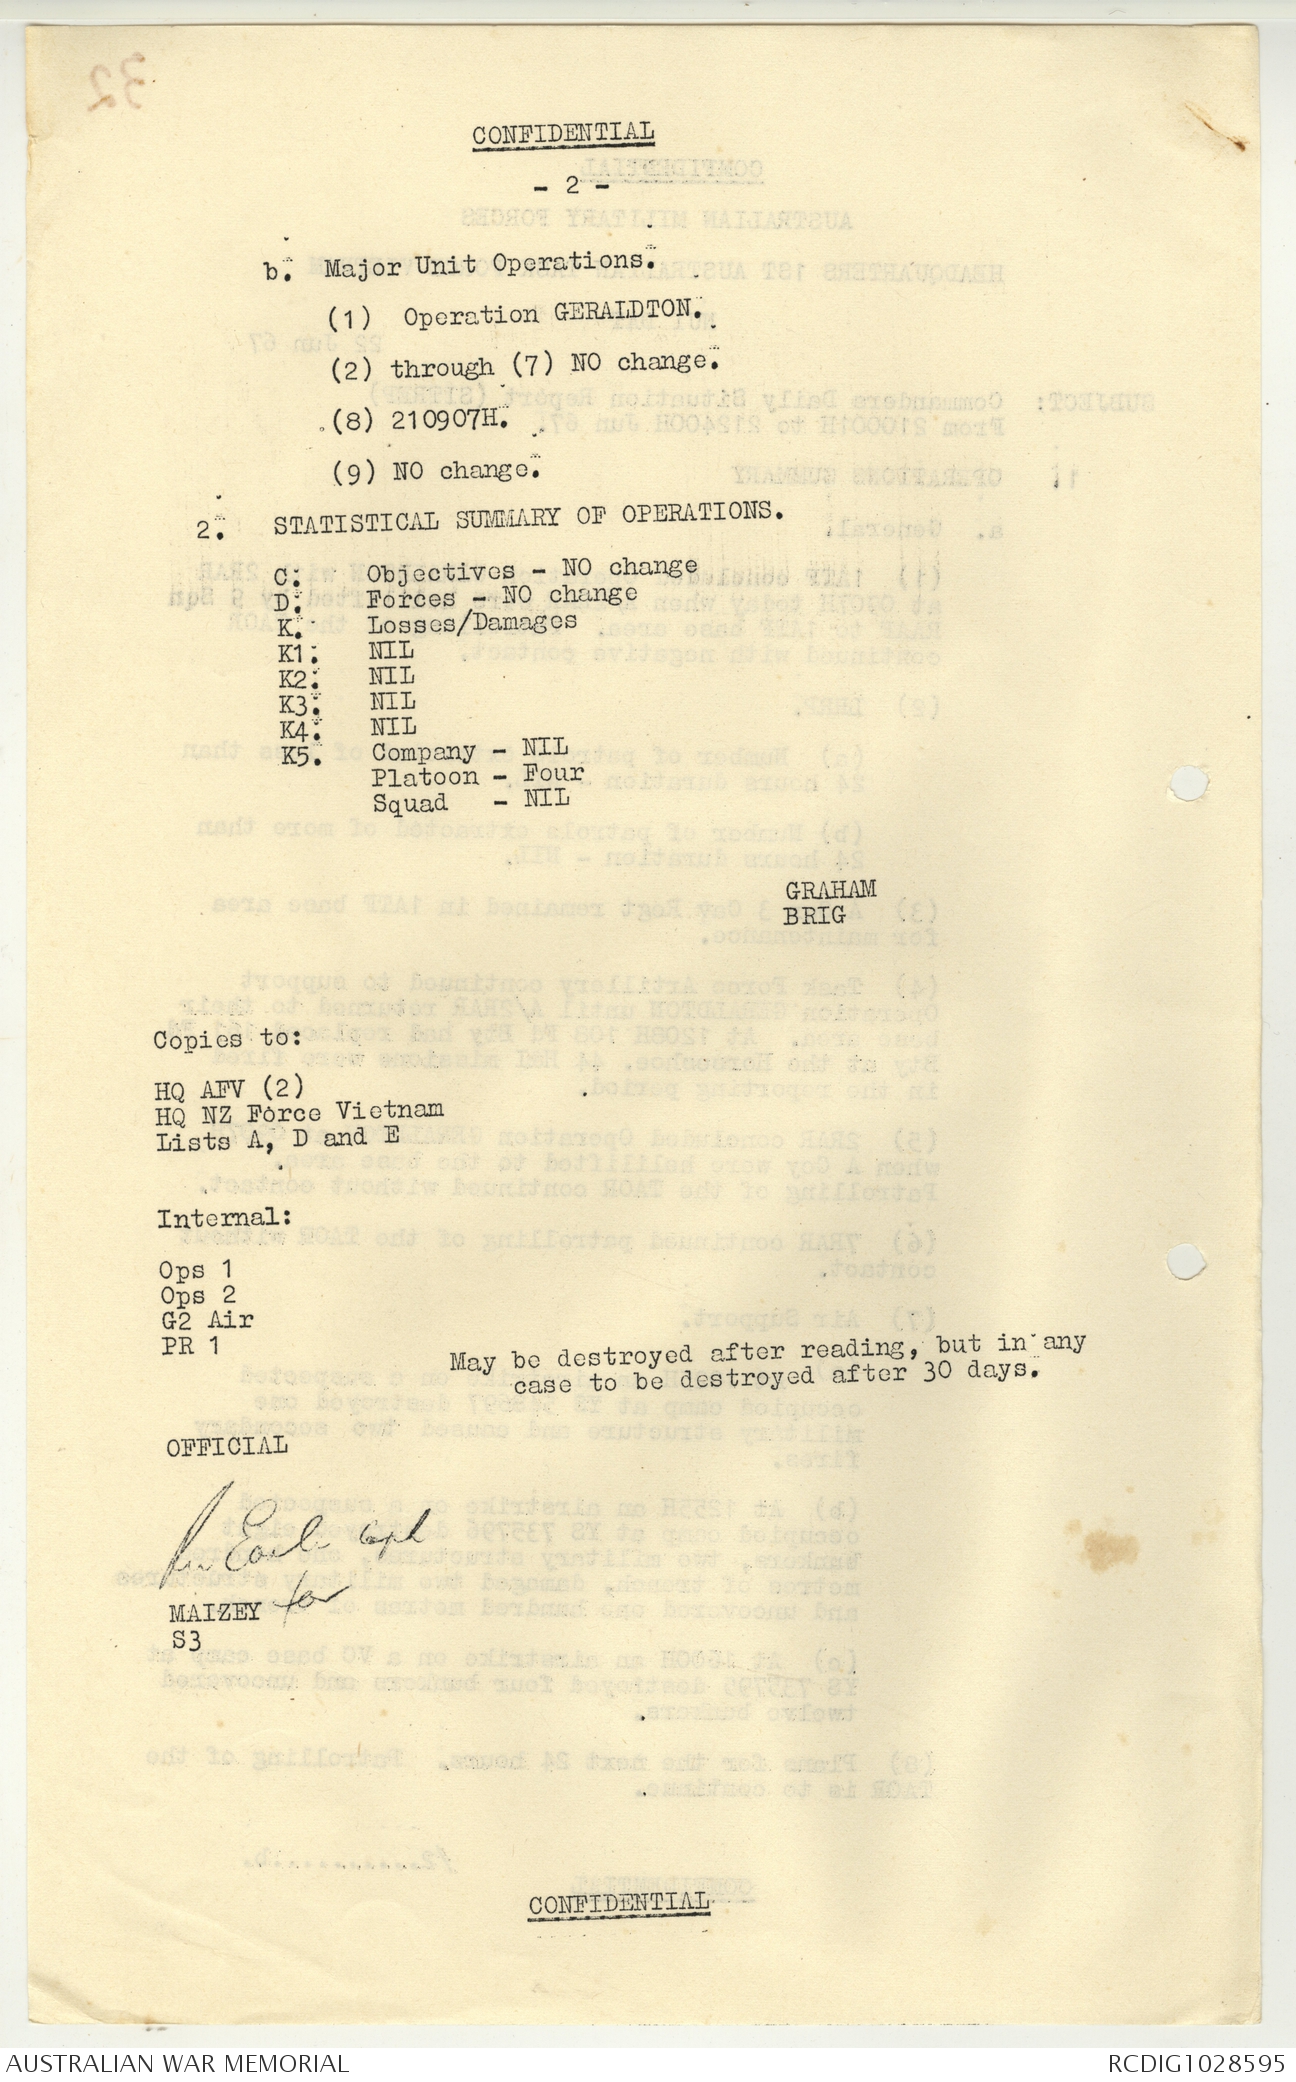 CONFIDENTIAL
- 2 -
b. Major Unit Operations.
(1) Operation GERALDTON.
(2) through (7) NO change.
(8) 210907H.
(9) NO change.
2. STATISTICAL SUMMARY OF OPERATIONS.
C: Objectives - NO change
D: Forces - NO change
K. Losses/Damages
K1: NIL
K2: NIL
K3: NIL
K4: NIL
K5. Company - NIL
Platoon - Four
Squad - NIL
GRAHAM
BRIG
Copies to:
HQ AFV (2)
HQ NZ Force Vietnam
Lists A, D and E
Internal:
Ops 1
Ops 2
G2 Air
PR 1
May be destroyed after reading, but in any
case to be destroyed after 30 days.
OFFICIAL
for
MAIZEY
S3
CONFIDENTIAL
AUSTRALIAN WAR MEMORIAL
RCDIG1028595